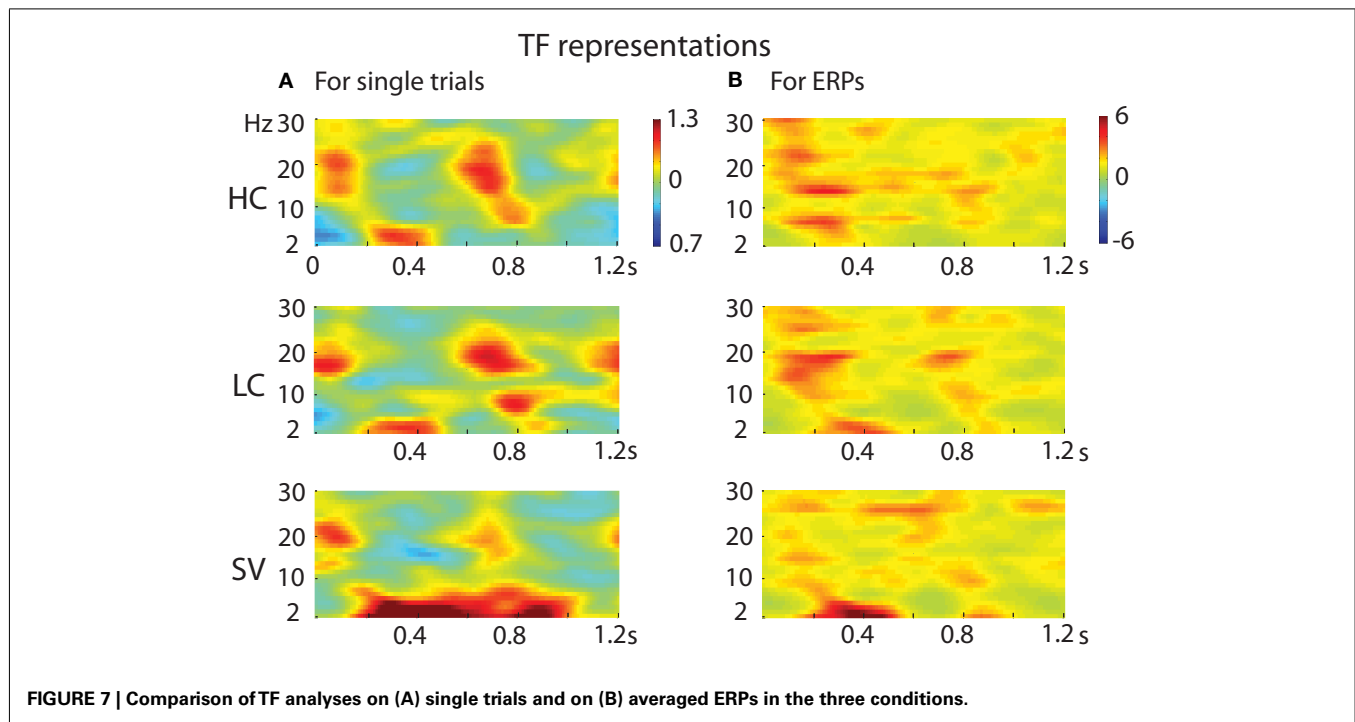 TF representations
A For single trials
B For ERPs
Hz 30
20
10
2
HC
0 0.4 0.8 1.2 s
1.3
0
0.7
30
20
10
2
0.4 0.8 1.2 s
6
0
-6
30
20
10
2
LC
0.4 0.8 1.2 s
30
20
10
2
0.4 0.8 1.2 s
30
20
10
2
SV
0.4 0.8 1.2 s
30
20
10
2
0.4 0.8 1.2 s
FIGURE 7 | Comparison of TF analyses on (A) single trials and on (B) averaged ERPs in the three conditions.